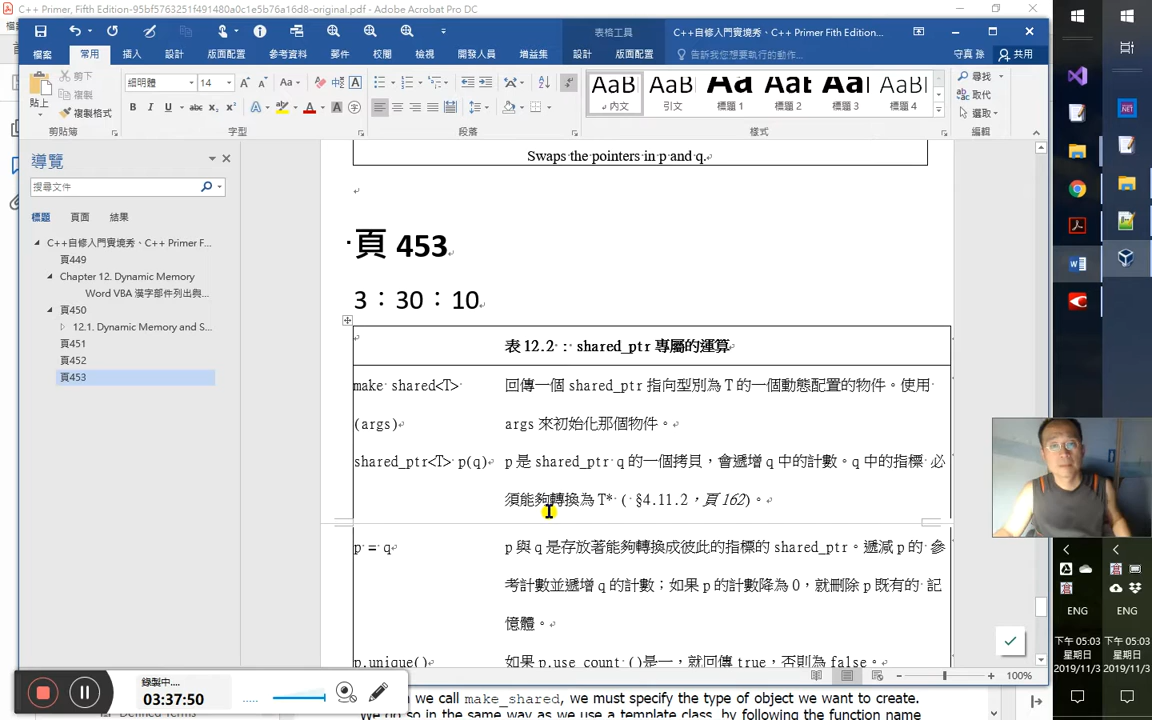 C++ Primer, Fifth Edition-95bf5763251f491480a0c1e5b76a16d8-original.pdf - Adobe Acrobat Pro DC
表格工具
C++自修入門實境秀、C++ Primer Fifth Edition...
檔案
常用
插入
設計
版面配置
參考資料
郵件
校閱
檢視
開發人員
增益集
設計
版面配置
告訴我您想要執行的動作...
守真 孫
共用
貼上
剪下
複製
複製格式
剪貼簿
細明體
14
字型
段落
AaB
內文
AaB
引文
Aa
標題 1
Aat
標題 2
Aa
標題 3
AaB
標題 4
樣式
尋找
取代
選取
編輯
導覽
搜尋文件
標題
頁面
結果
C++自修入門實境秀、C++ Primer F...
頁449
Chapter 12. Dynamic Memory
Word VBA 漢字部件列出與...
頁450
12.1. Dynamic Memory and S...
頁451
頁452
頁453
Swaps the pointers in p and q.
頁 453
3：30：10
表 12.2 ：shared_ptr 專屬的運算
make shared<T>
(args)
回傳一個 shared_ptr 指向型別為 T 的一個動態配置的物件。使用
args 來初始化那個物件。
shared_ptr<T> p(q)
p 是 shared_ptr q 的一個拷貝，會遞增 q 中的計數。q 中的指標 必
須能夠轉換為 T* ( §4.11.2，頁 162)。
p = q
p 與 q 是存放著能夠轉換成彼此的指標的 shared_ptr。遞減 p 的 參
考計數並遞增 q 的計數；如果 p 的計數降為 0，就刪除 p 既有的 記
憶體。
p.unique()
如果 p.use_count ()是一，就回傳 true，否則為 false。
100%
錄製中...
03:37:50
n we call make_shared, we must specify the type of object we want to create.
We do so in the same way as we use a template class, by following the function name
Defined Terms
ENG
ENG
下午 05:03
星期日
2019/11/3
下午 05:03
星期日
2019/11/3